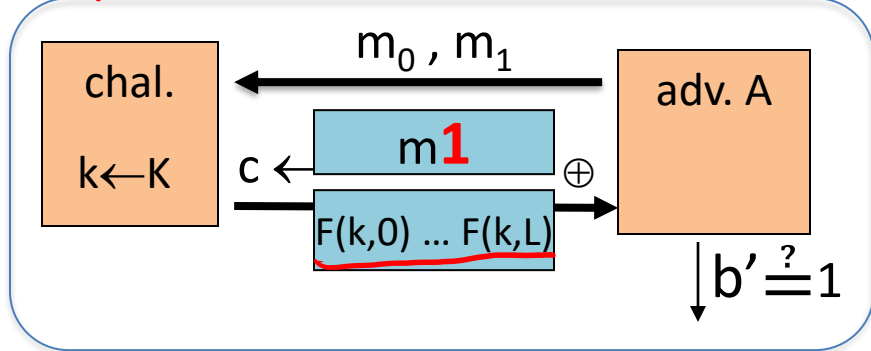 m₀ , m₁
chal.
adv. A
m1
c ← ⊕
k←K
F(k,0) … F(k,L)
b’ ≟ 1